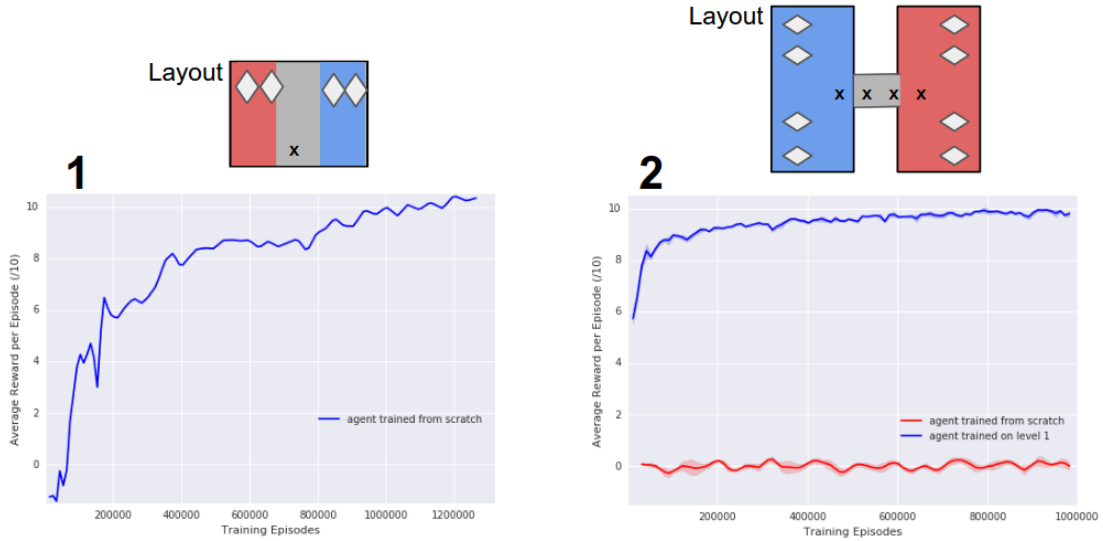 Layout
x
1
Average Reward per Episode (/10)
10
8
6
4
2
0
agent trained from scratch
200000 400000 600000 800000 1000000 1200000
Training Episodes
Layout
x x x x
2
Average Reward per Episode (/10)
10
8
6
4
2
0
agent trained from scratch
agent trained on level 1
200000 400000 600000 800000 1000000
Training Episodes